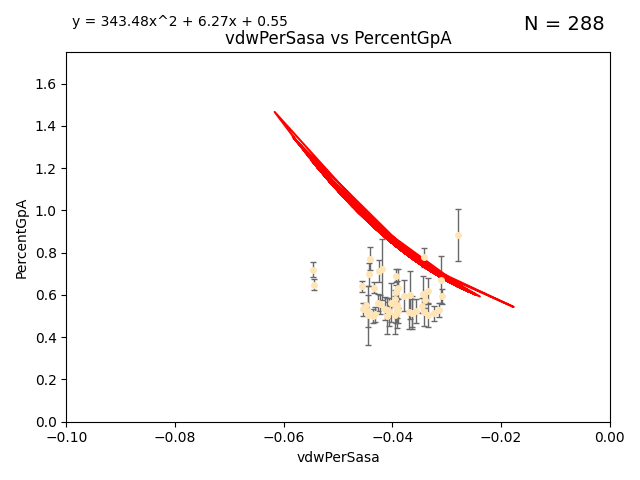 y = 343.48x^2 + 6.27x + 0.55
N = 288
vdwPerSasa vs PercentGpA
1.6
1.4
1.2
1.0
0.8
0.6
0.4
0.2
0.0
PercentGpA
−0.10 −0.08 −0.06 −0.04 −0.02 0.00
vdwPerSasa